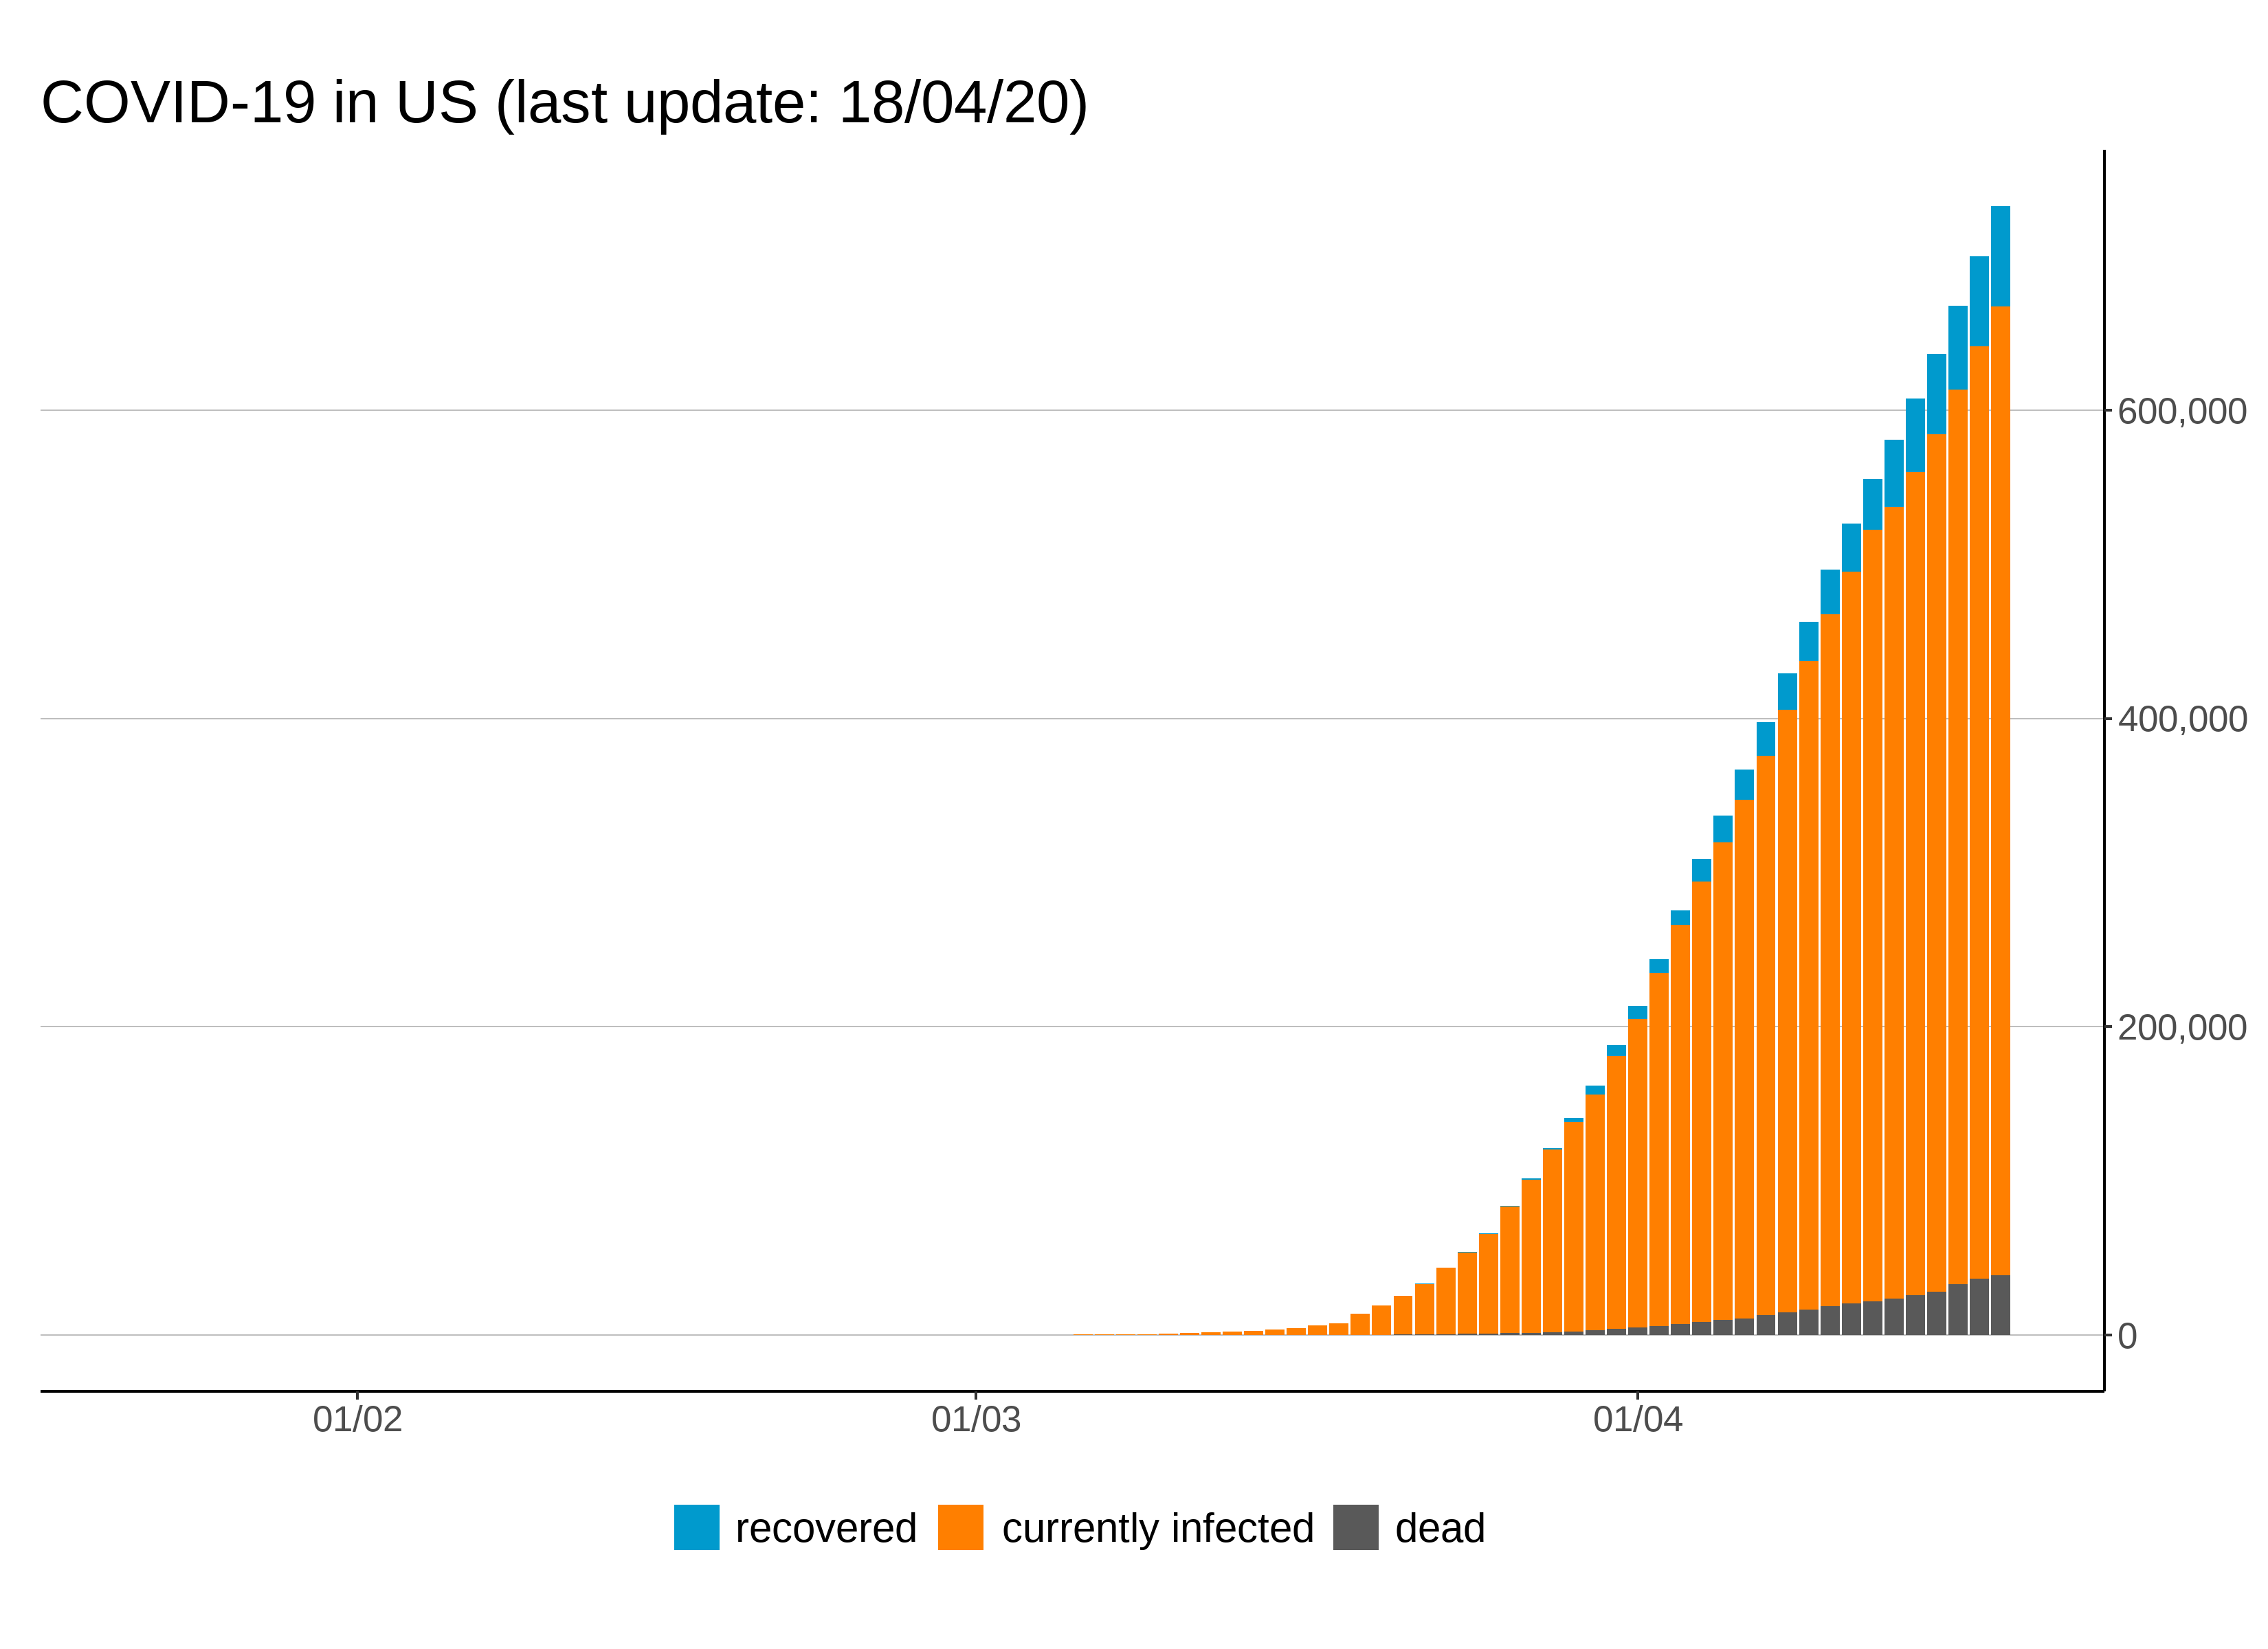 COVID-19 in US (last update: 18/04/20)
600,000
400,000
200,000
0
01/02 01/03 01/04
recovered currently infected dead